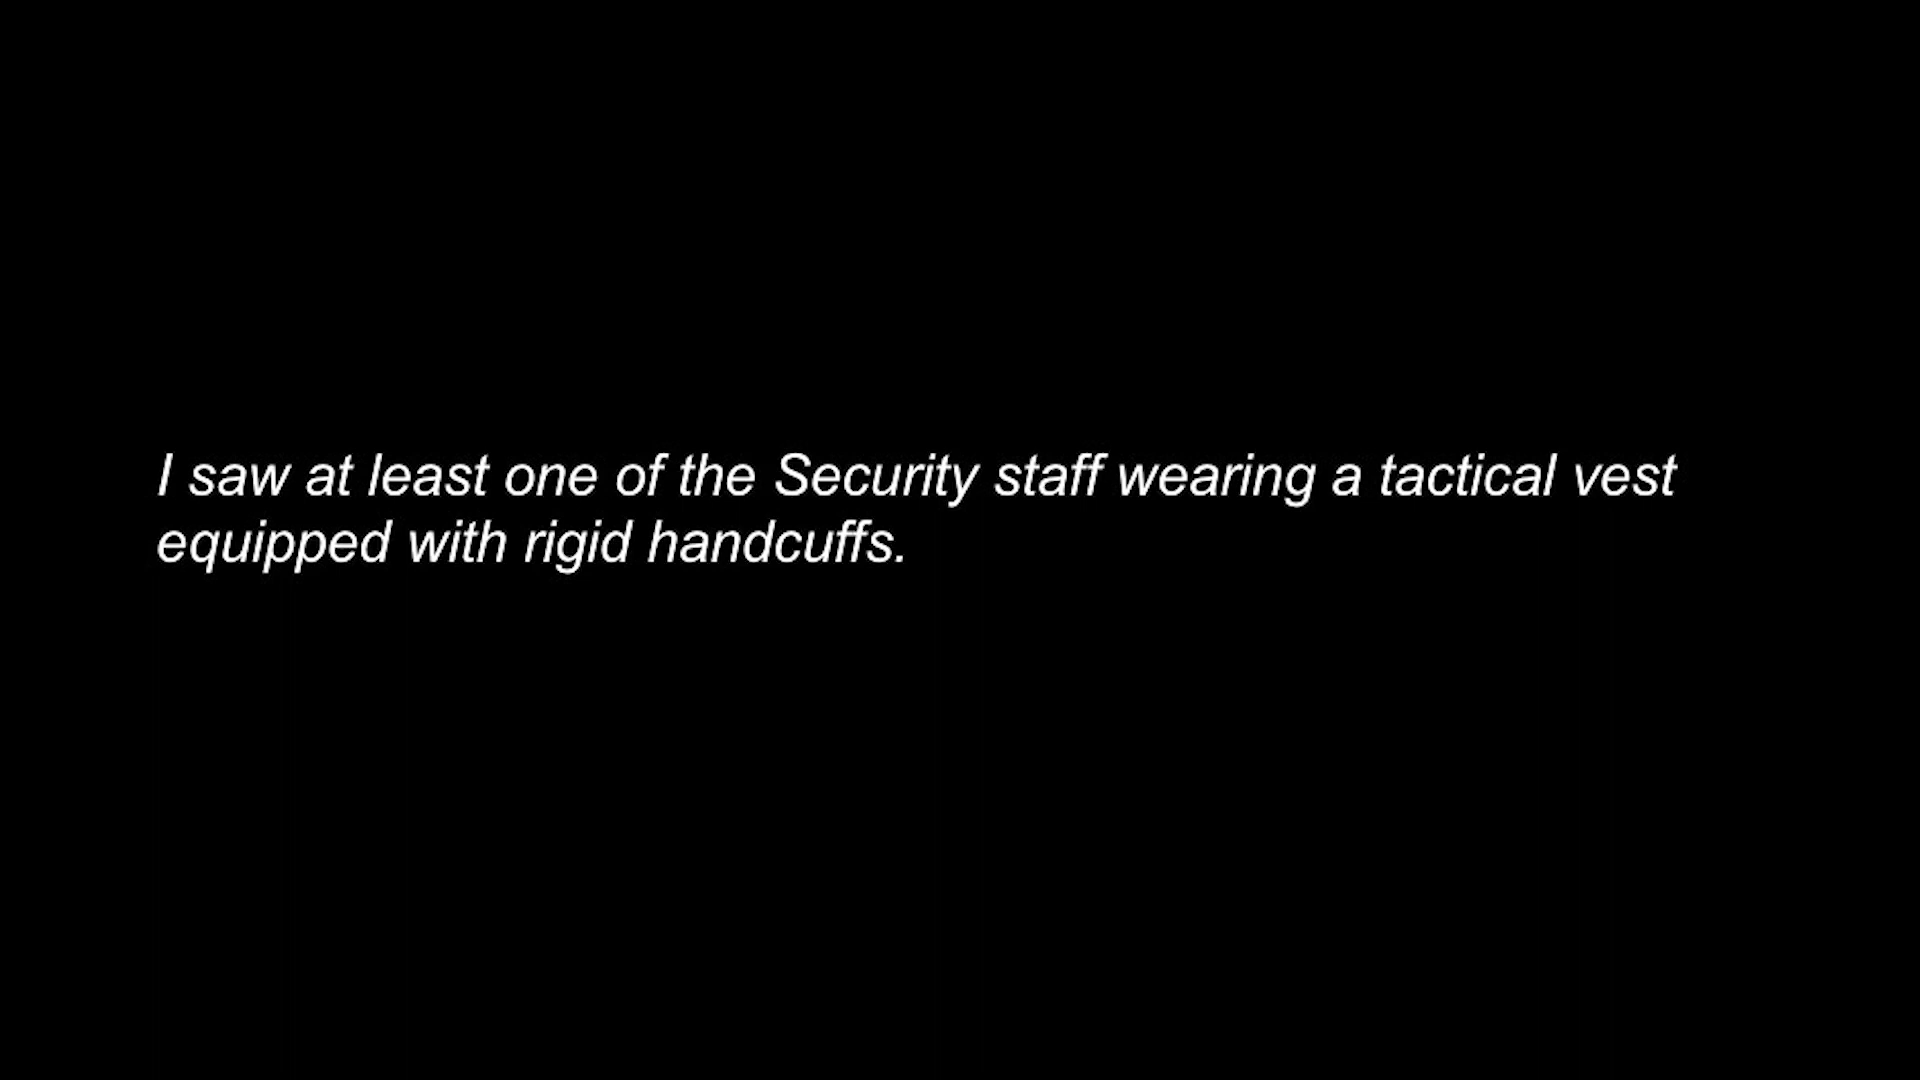 I saw at least one of the Security staff wearing a tactical vest
equipped with rigid handcuffs.